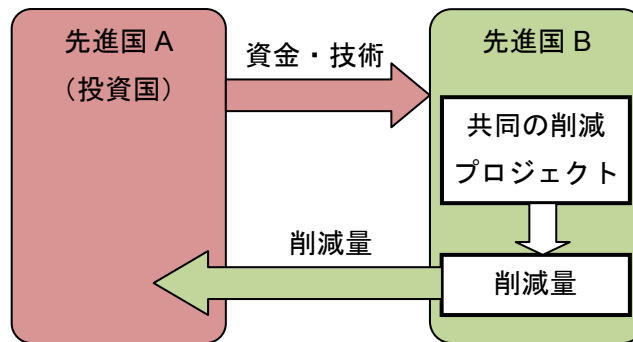 先進国 A
（投資国）
資金・技術
先進国 B
共同の削減
プロジェクト
削減量
削減量